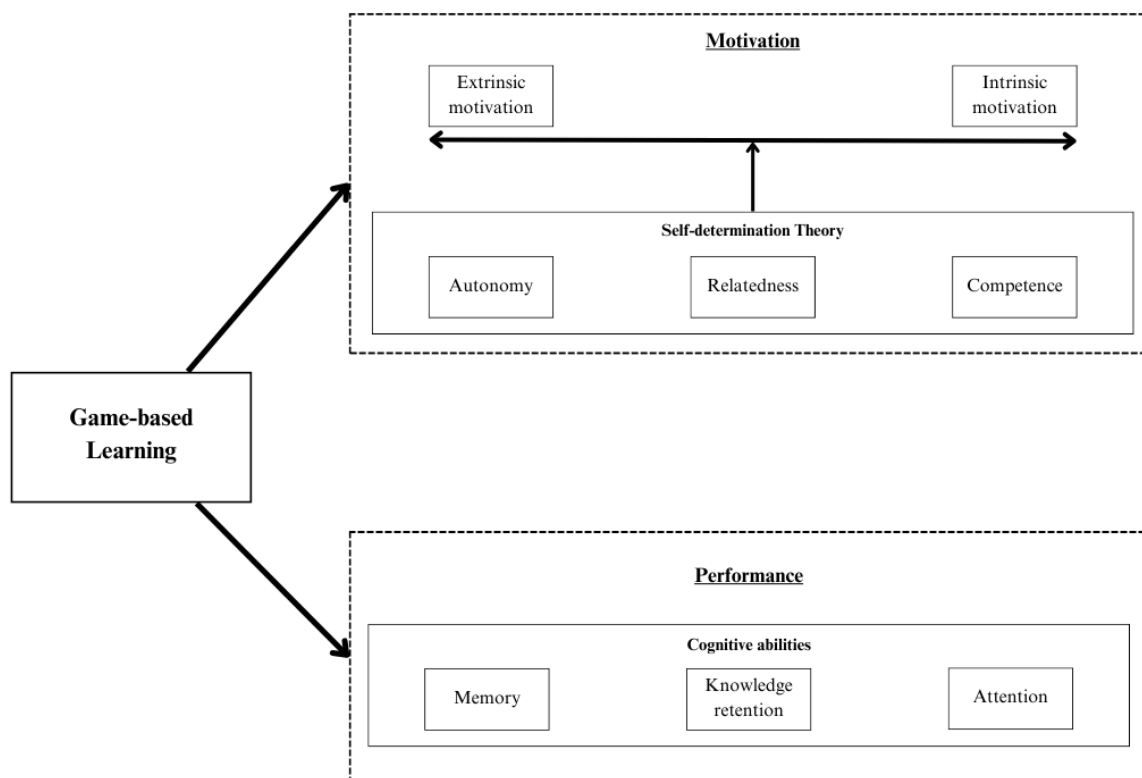 Motivation
Extrinsic
motivation
Intrinsic
motivation
Self-determination Theory
Autonomy
Relatedness
Competence
Game-based
Learning
Performance
Cognitive abilities
Memory
Knowledge
retention
Attention